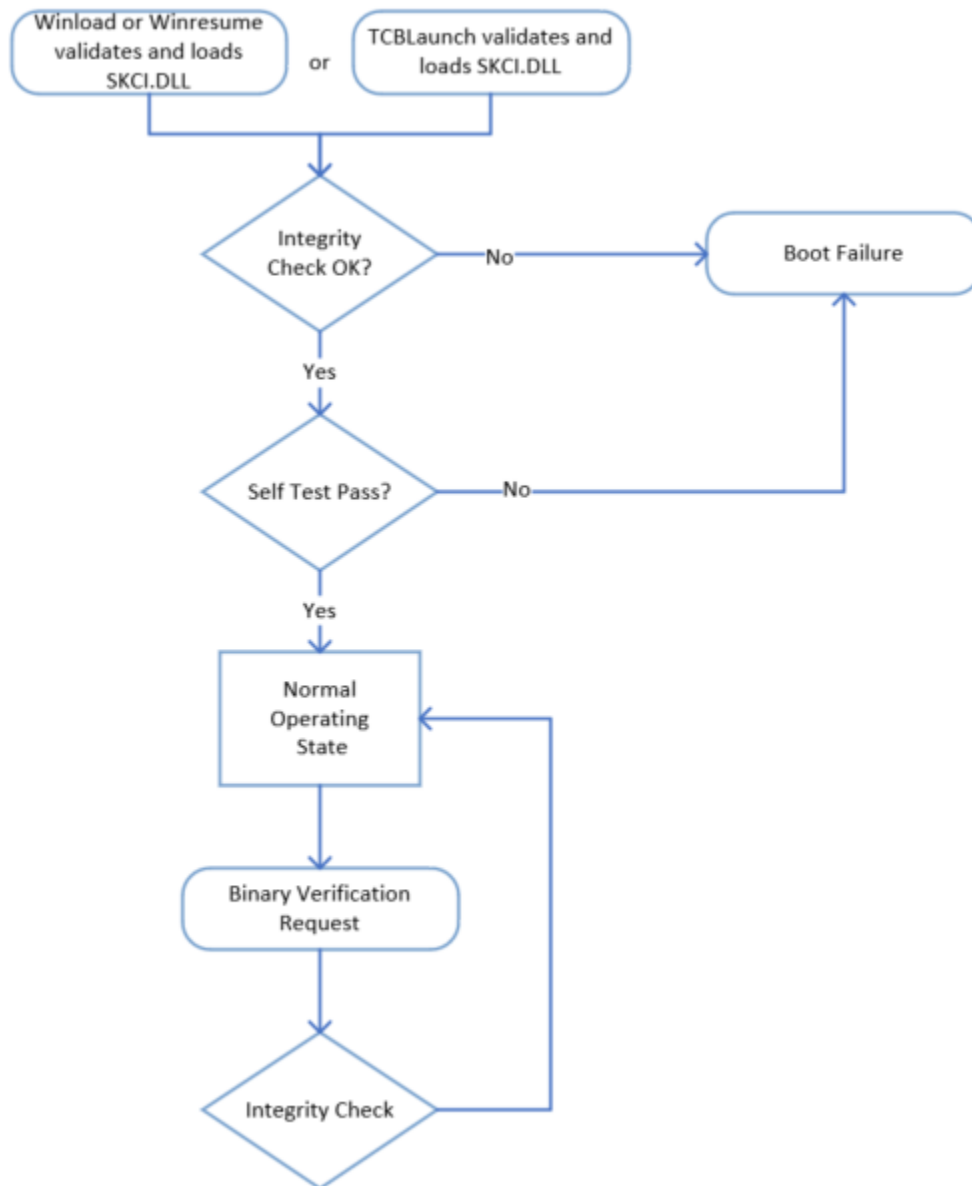 Winload or Winresume
validates and loads
SKCI.DLL
or
TCBLaunch validates and
loads SKCI.DLL
Integrity
Check OK?
No
Boot Failure
Yes
Self Test Pass?
No
Yes
Normal
Operating
State
Binary Verification
Request
Integrity Check